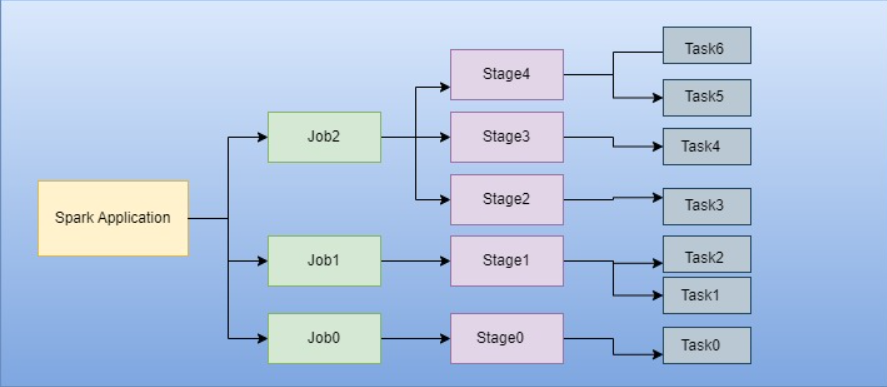 Spark Application
Job2
Job1
Job0
Stage4
Stage3
Stage2
Stage1
Stage0
Task6
Task5
Task4
Task3
Task2
Task1
Task0